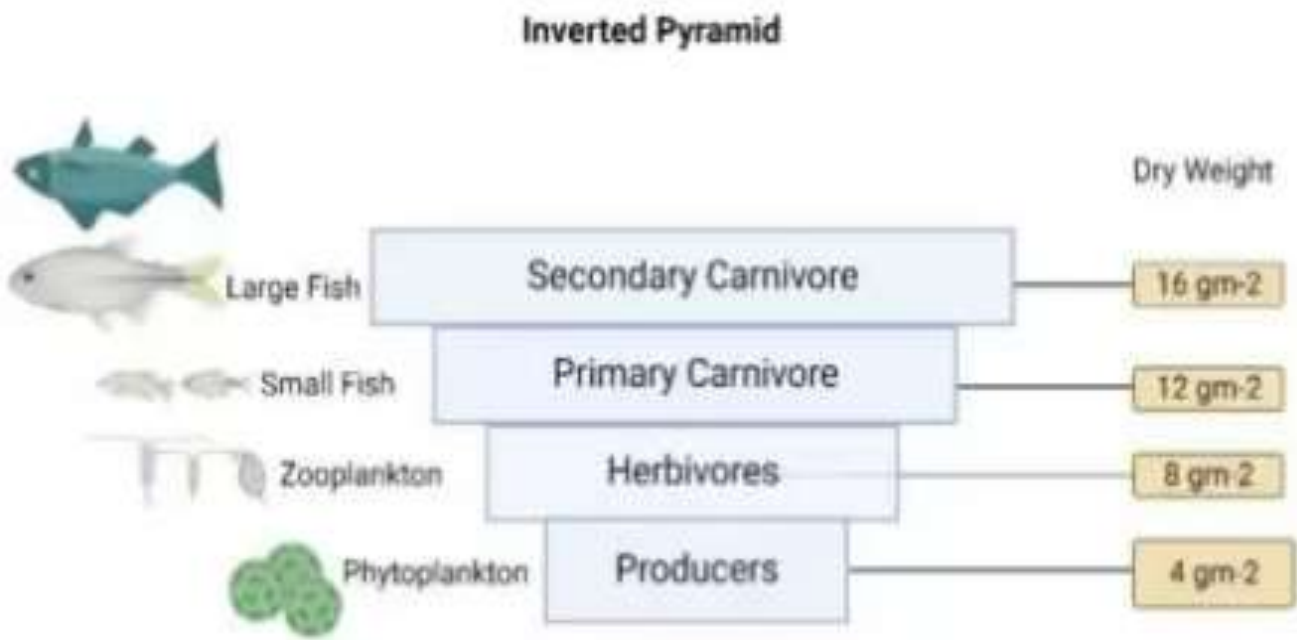 Inverted Pyramid
Dry Weight
Large Fish
Secondary Carnivore
16 gm-2
Small Fish
Primary Carnivore
12 gm-2
Zooplankton
Herbivores
8 gm-2
Phytoplankton
Producers
4 gm-2